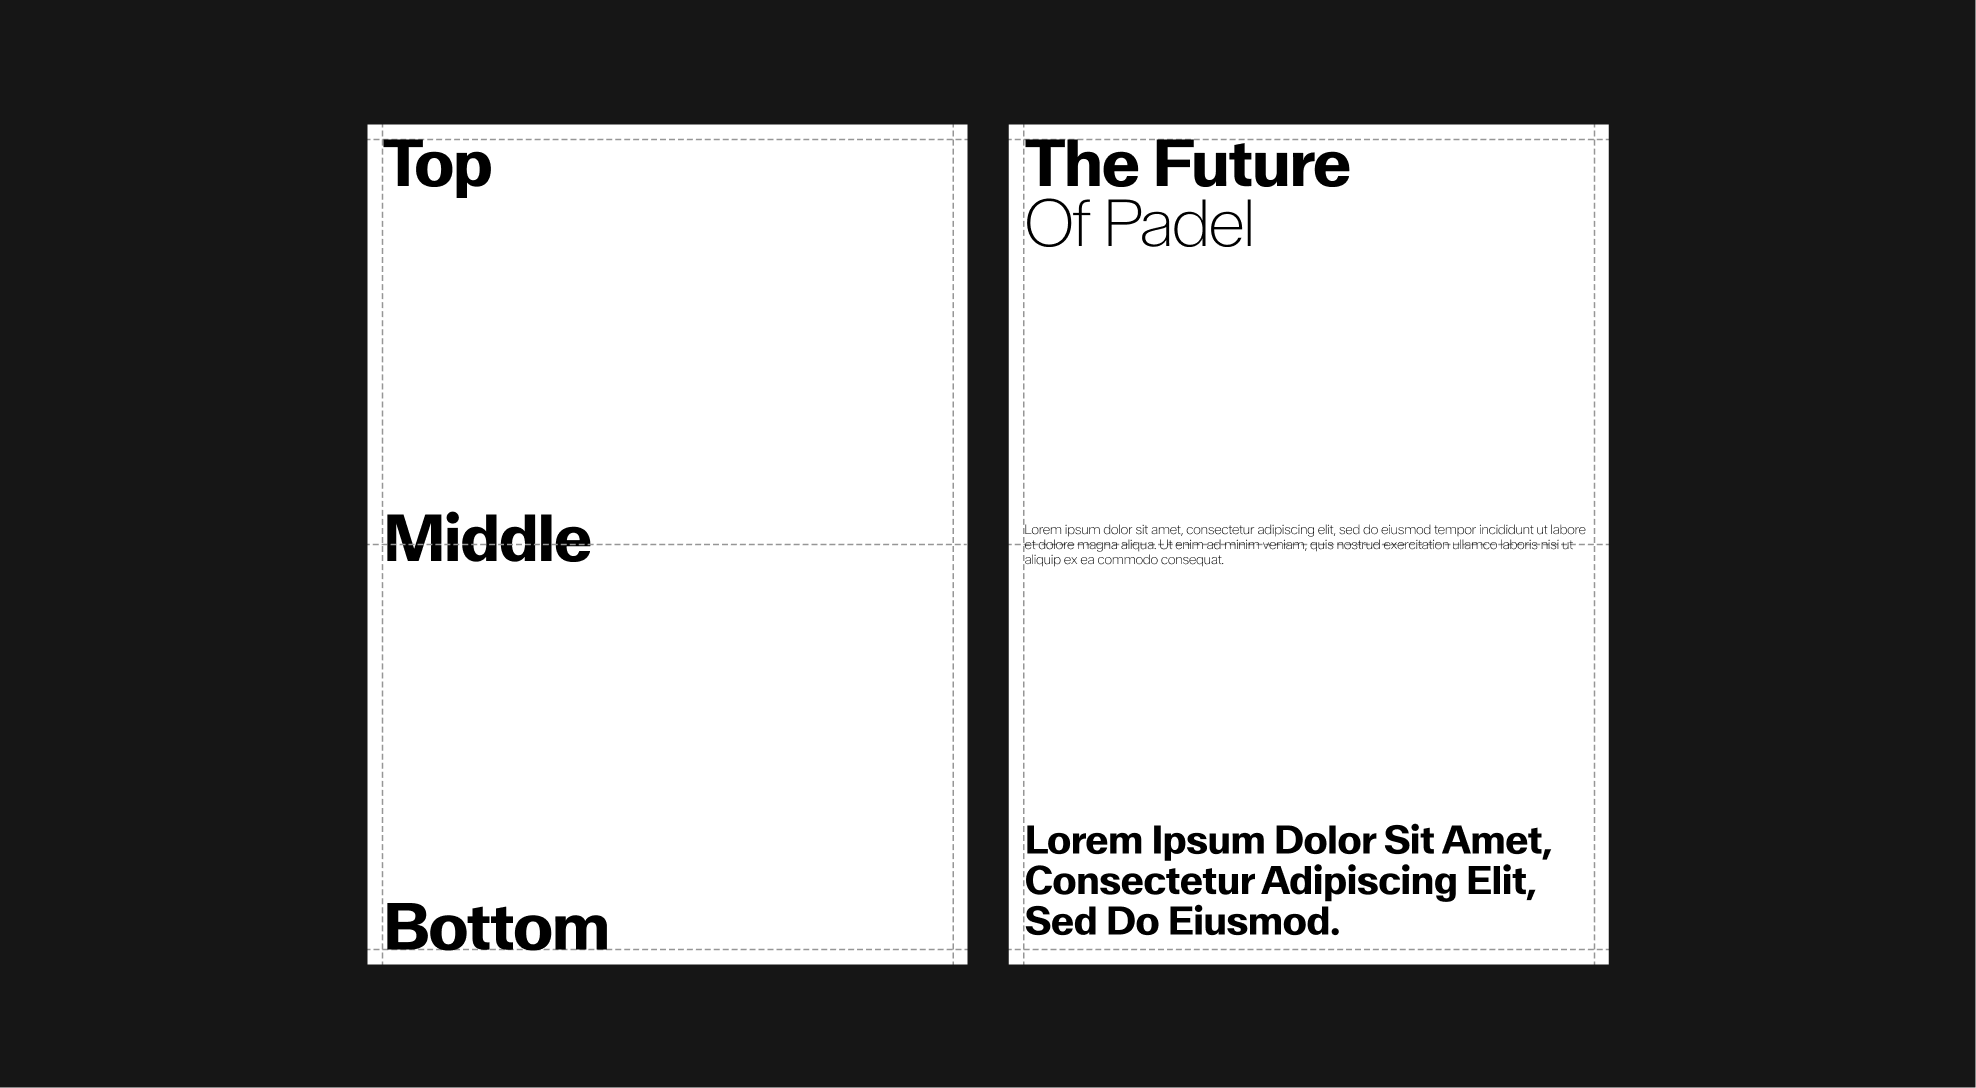 Top
Middle
Bottom
The Future
Of Padel
Lorem ipsum dolor sit amet, consectetur adipiscing elit, sed do eiusmod tempor incididunt ut labore
et dolore magna aliqua. Ut enim ad minim veniam, quis nostrud exercitation ullamco laboris nisi ut
aliquip ex ea commodo consequat.
Lorem Ipsum Dolor Sit Amet,
Consectetur Adipiscing Elit,
Sed Do Eiusmod.